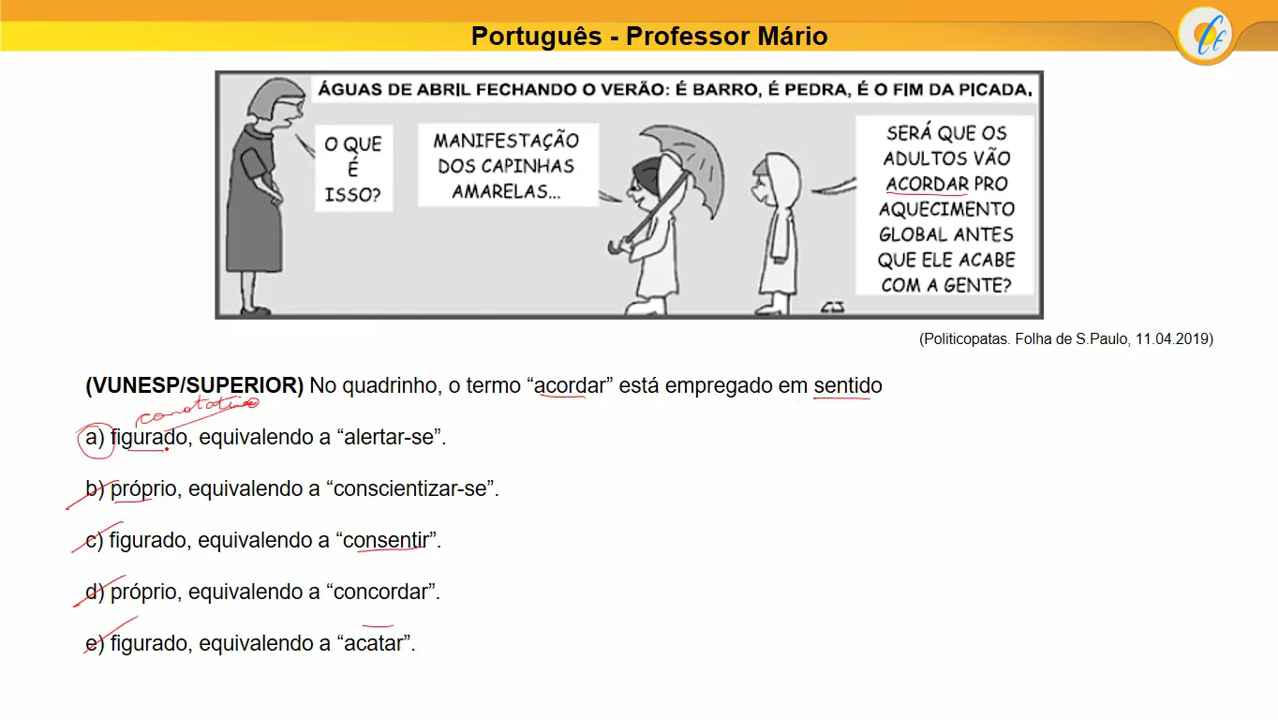 Português - Professor Mário
ÁGUAS DE ABRIL FECHANDO O VERÃO: É BARRO, É PEDRA, É O FIM DA PICADA.
O QUE
É
ISSO?
MANIFESTAÇÃO
DOS CAPINHAS
AMARELAS...
SERÁ QUE OS
ADULTOS VÃO
ACORDAR PRO
AQUECIMENTO
GLOBAL ANTES
QUE ELE ACABE
COM A GENTE?
(Politicopatas. Folha de S.Paulo, 11.04.2019)
(VUNESP/SUPERIOR) No quadrinho, o termo “acordar” está empregado em sentido
conotativo
a) figurado, equivalendo a “alertar-se”.
b) próprio, equivalendo a “conscientizar-se”.
c) figurado, equivalendo a “consentir”.
d) próprio, equivalendo a “concordar”.
e) figurado, equivalendo a “acatar”.